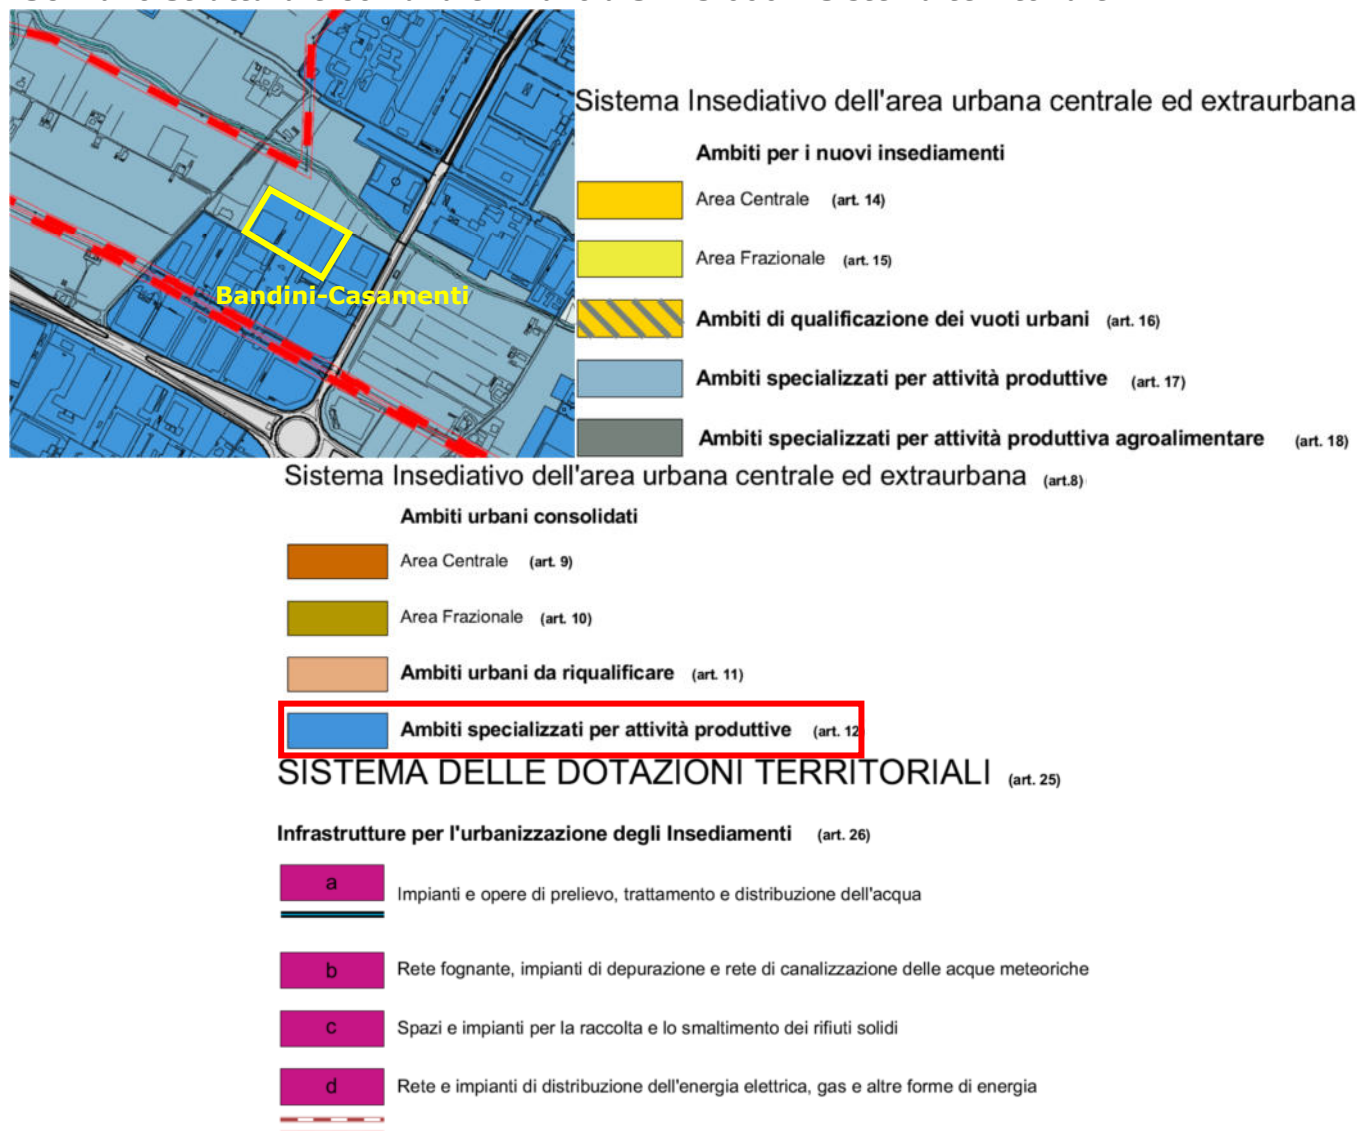 Sistema Insediativo dell'area urbana centrale ed extraurbana
Ambiti per i nuovi insediamenti
Area Centrale (art. 14)
Area Frazionale (art. 15)
Ambiti di qualificazione dei vuoti urbani (art. 16)
Ambiti specializzati per attività produttive (art. 17)
Ambiti specializzati per attività produttiva agroalimentare (art. 18)
Bandini-Casamenti
Sistema Insediativo dell'area urbana centrale ed extraurbana (art.8)
Ambiti urbani consolidati
Area Centrale (art. 9)
Area Frazionale (art. 10)
Ambiti urbani da riqualificare (art. 11)
Ambiti specializzati per attività produttive (art. 12
SISTEMA DELLE DOTAZIONI TERRITORIALI (art. 25)
Infrastrutture per l'urbanizzazione degli Insediamenti (art. 26)
a Impianti e opere di prelievo, trattamento e distribuzione dell'acqua
b Rete fognante, impianti di depurazione e rete di canalizzazione delle acque meteoriche
c Spazi e impianti per la raccolta e lo smaltimento dei rifiuti solidi
d Rete e impianti di distribuzione dell'energia elettrica, gas e altre forme di energia